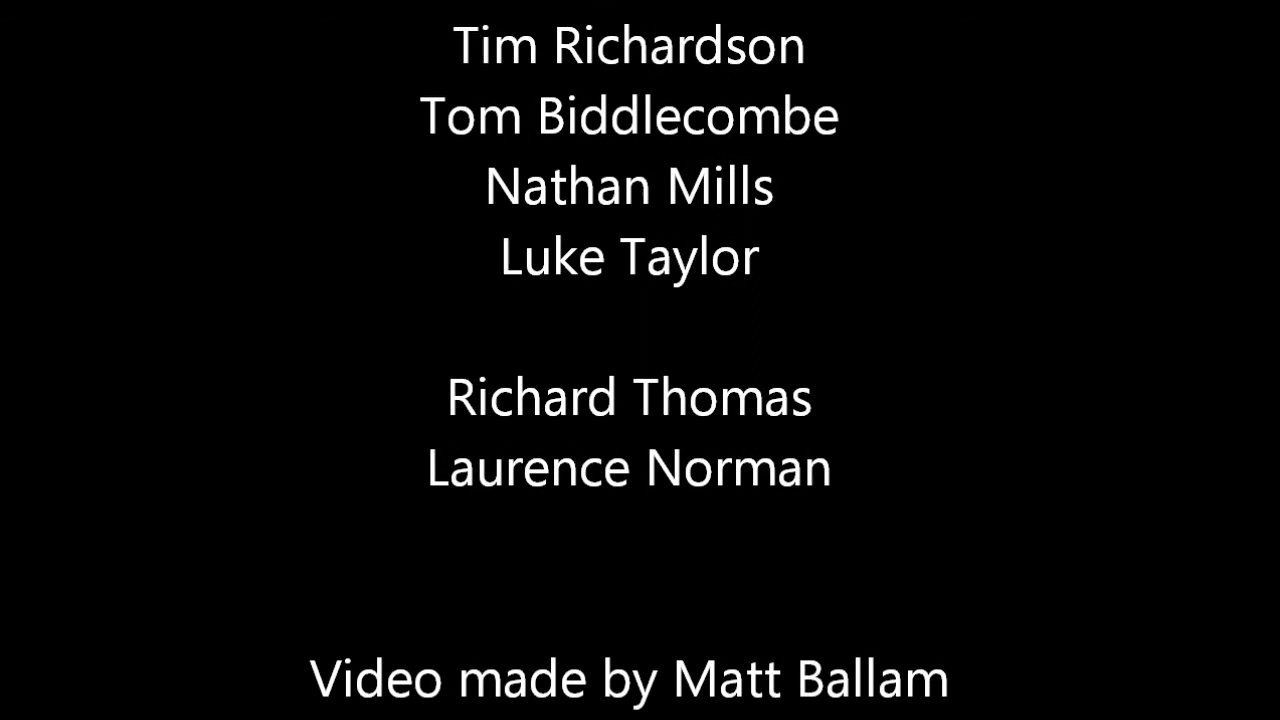 Tim Richardson
Tom Biddlecombe
Nathan Mills
Luke Taylor
Richard Thomas
Laurence Norman
Video made by Matt Ballam